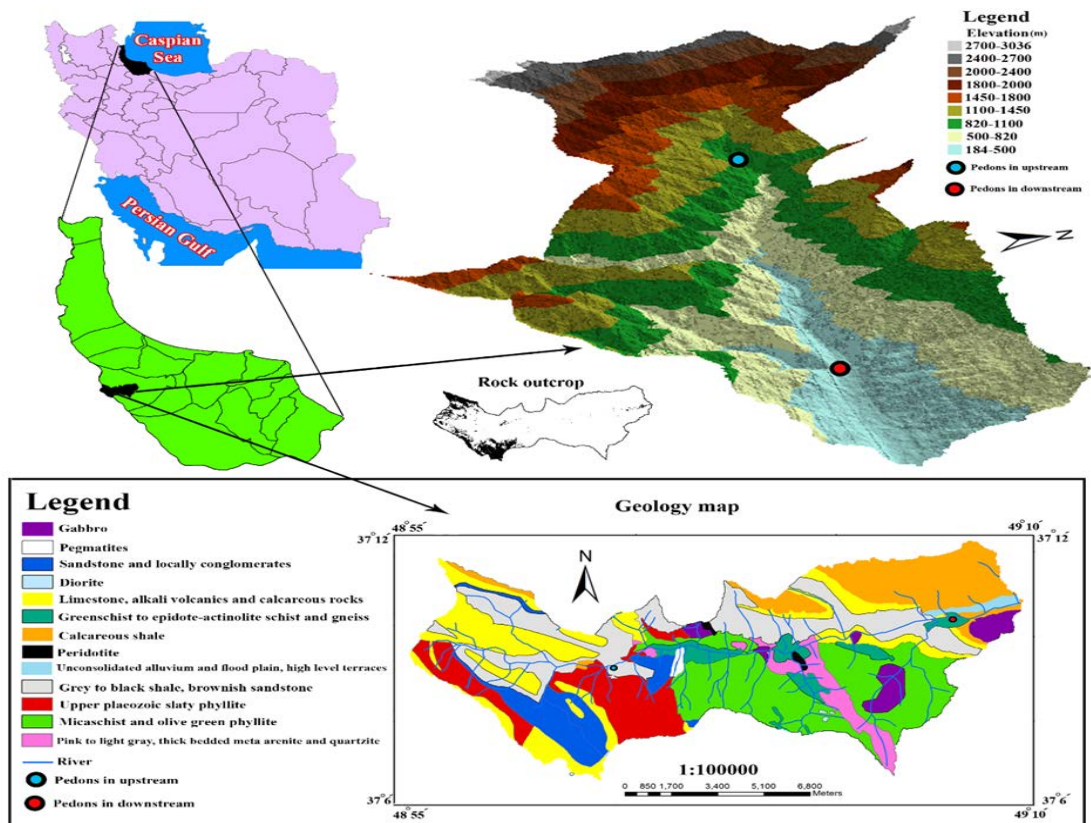 Caspian
Sea
Persian Gulf
Legend
Elevation(m)
2700-3036
2400-2700
2000-2400
1800-2000
1450-1800
1100-1450
820-1100
500-820
184-500
Pedons in upstream
Pedons in downstream
N
Rock outcrop
Legend
Gabbro
Pegmatites
Sandstone and locally conglomerates
Diorite
Limestone, alkali volcanies and calcareous rocks
Greenschist to epidote-actinolite schist and gneiss
Calcareous shale
Peridotite
Unconsolidated alluvium and flood plain, high level terraces
Grey to black shale, brownish sandstone
Upper plaeozoic slaty phyllite
Micaschist and olive green phyllite
Pink to light gray, thick bedded meta arenite and quartzite
River
Pedons in upstream
Pedons in downstream
Geology map
48° 55´
49° 10´
37° 12´
37° 12´
N
1:100000
0 850 1,700 3,400 5,100 6,800
Meters
37° 6´
37° 6´
48° 55´
49° 10´